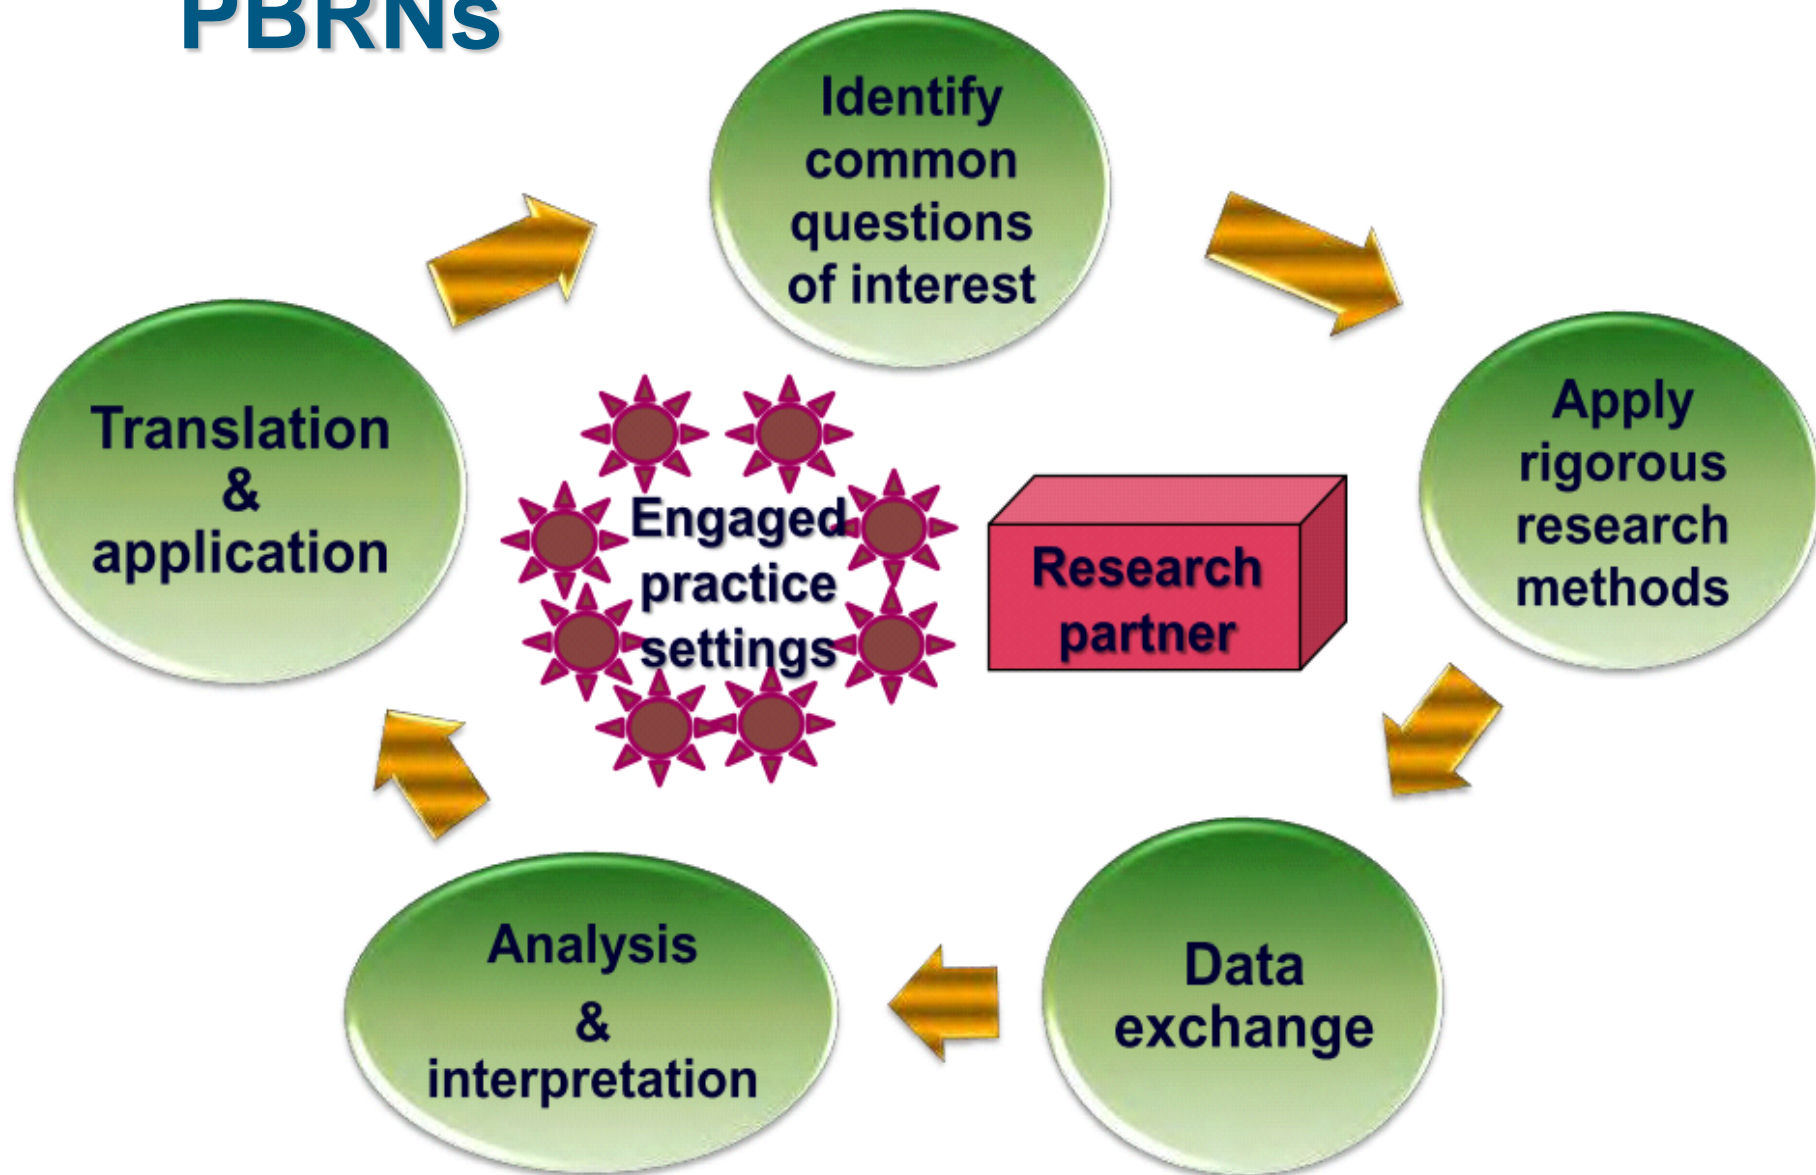 PBRNs
Identify
common
questions
of interest
Apply
rigorous
research
methods
Data
exchange
Analysis
&
interpretation
Translation
&
application
Engaged
practice
settings
Research
partner